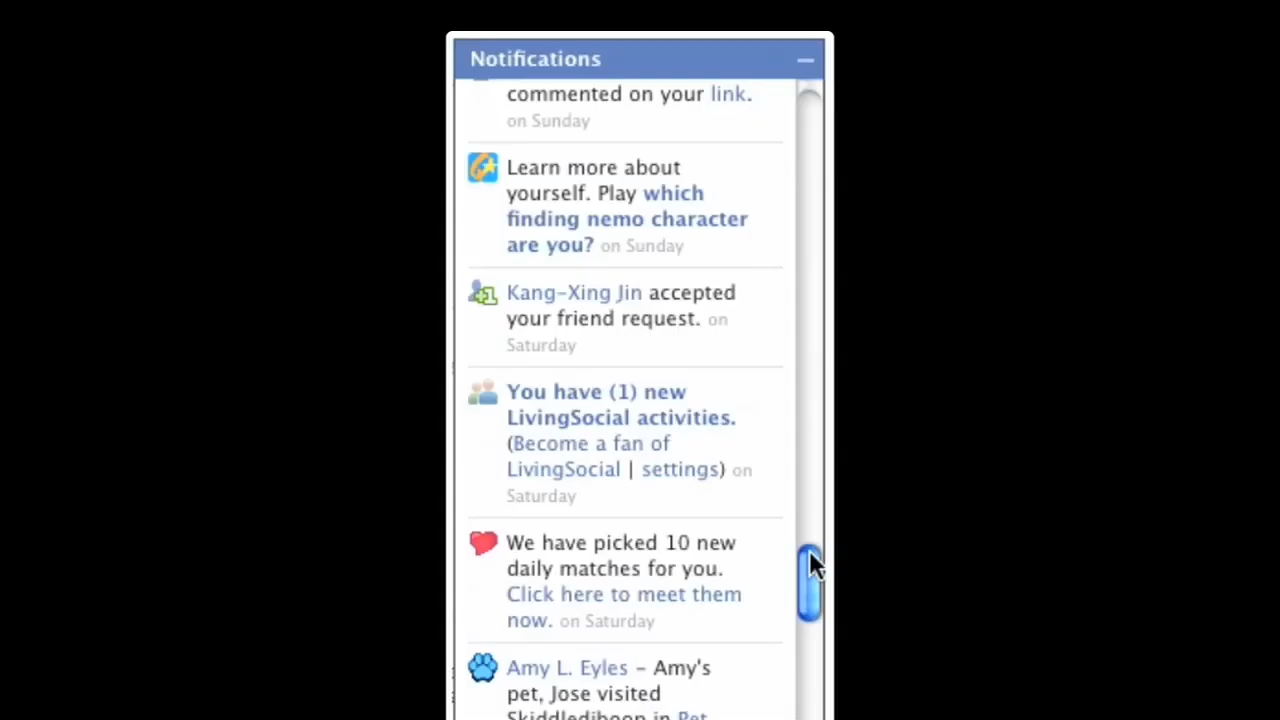 Notifications
commented on your link.
on Sunday
Learn more about
yourself. Play which
finding nemo character
are you? on Sunday
Kang-Xing Jin accepted
your friend request. on
Saturday
You have (1) new
LivingSocial activities.
(Become a fan of
LivingSocial | settings) on
Saturday
We have picked 10 new
daily matches for you.
Click here to meet them
now. on Saturday
Amy L. Eyles - Amy's
pet, Jose visited
Skiddlediboop in Pet